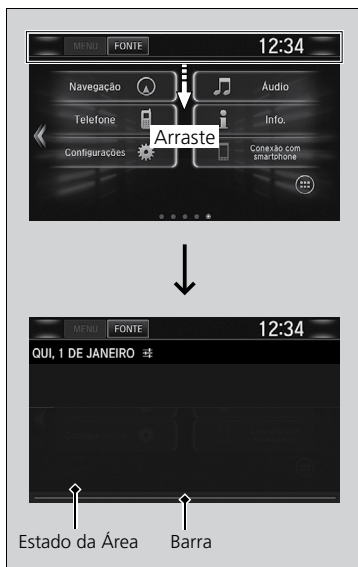 MENU FONTE 12:34
Navegação Áudio
Telefone Info.
Arraste
Configurações Conexão com
smartphone
MENU FONTE 12:34
QUI, 1 DE JANEIRO
Estado da Área Barra